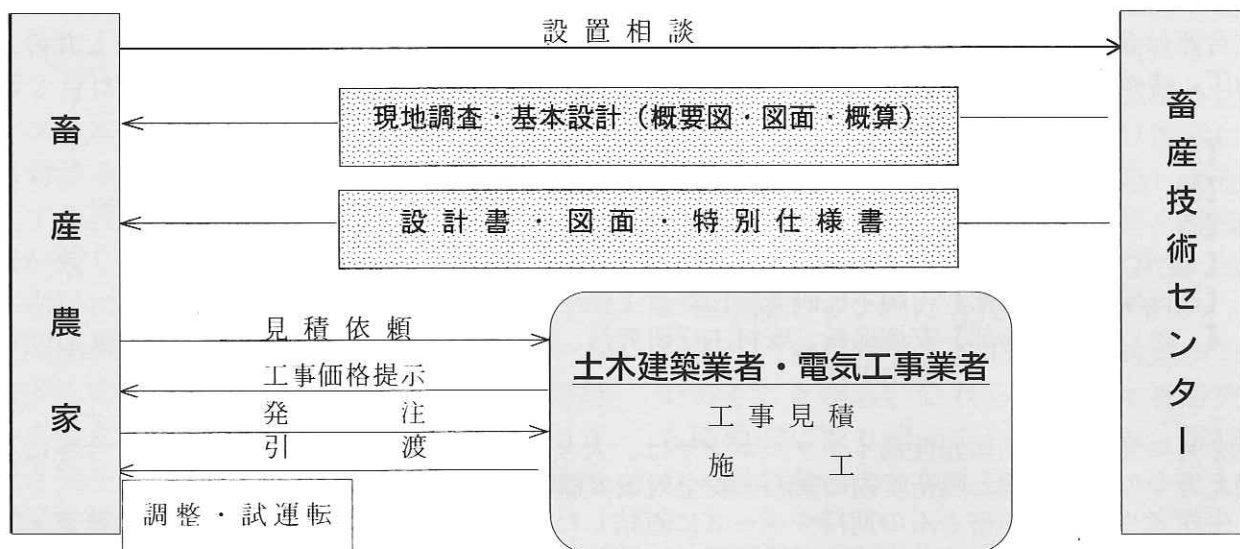 設置相談
畜産農家
現地調査・基本設計（概要図・図面・概算）
畜産技術センター
設計書・図面・特別仕様書
見積依頼
工事価格提示
発注
引渡
土木建築業者・電気工事業者
工事見積
施工
調整・試運転